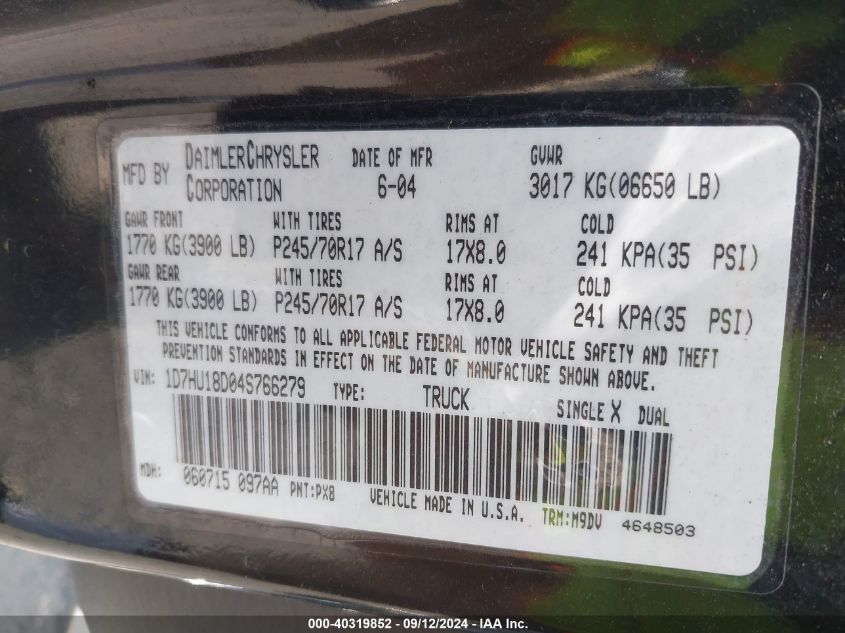 MFD BY DAIMLERCHRYSLER CORPORATION
DATE OF MFR 6-04
GVWR 3017 KG(06650 LB)
GAWR FRONT WITH TIRES RIMS AT COLD
1770 KG(3900 LB) P245/70R17 A/S 17X8.0 241 KPA(35 PSI)
GAWR REAR WITH TIRES RIMS AT COLD
1770 KG(3900 LB) P245/70R17 A/S 17X8.0 241 KPA(35 PSI)
THIS VEHICLE CONFORMS TO ALL APPLICABLE FEDERAL MOTOR VEHICLE SAFETY AND THEFT
PREVENTION STANDARDS IN EFFECT ON THE DATE OF MANUFACTURE SHOWN ABOVE.
VIN: 1D7HU18D04S766279 TYPE: TRUCK SINGLE X DUAL
MDH: 060715 097AA PNT:PX8 VEHICLE MADE IN U.S.A. TRM:M9DV 4648503
000-40319852 - 09/12/2024 - IAA Inc.